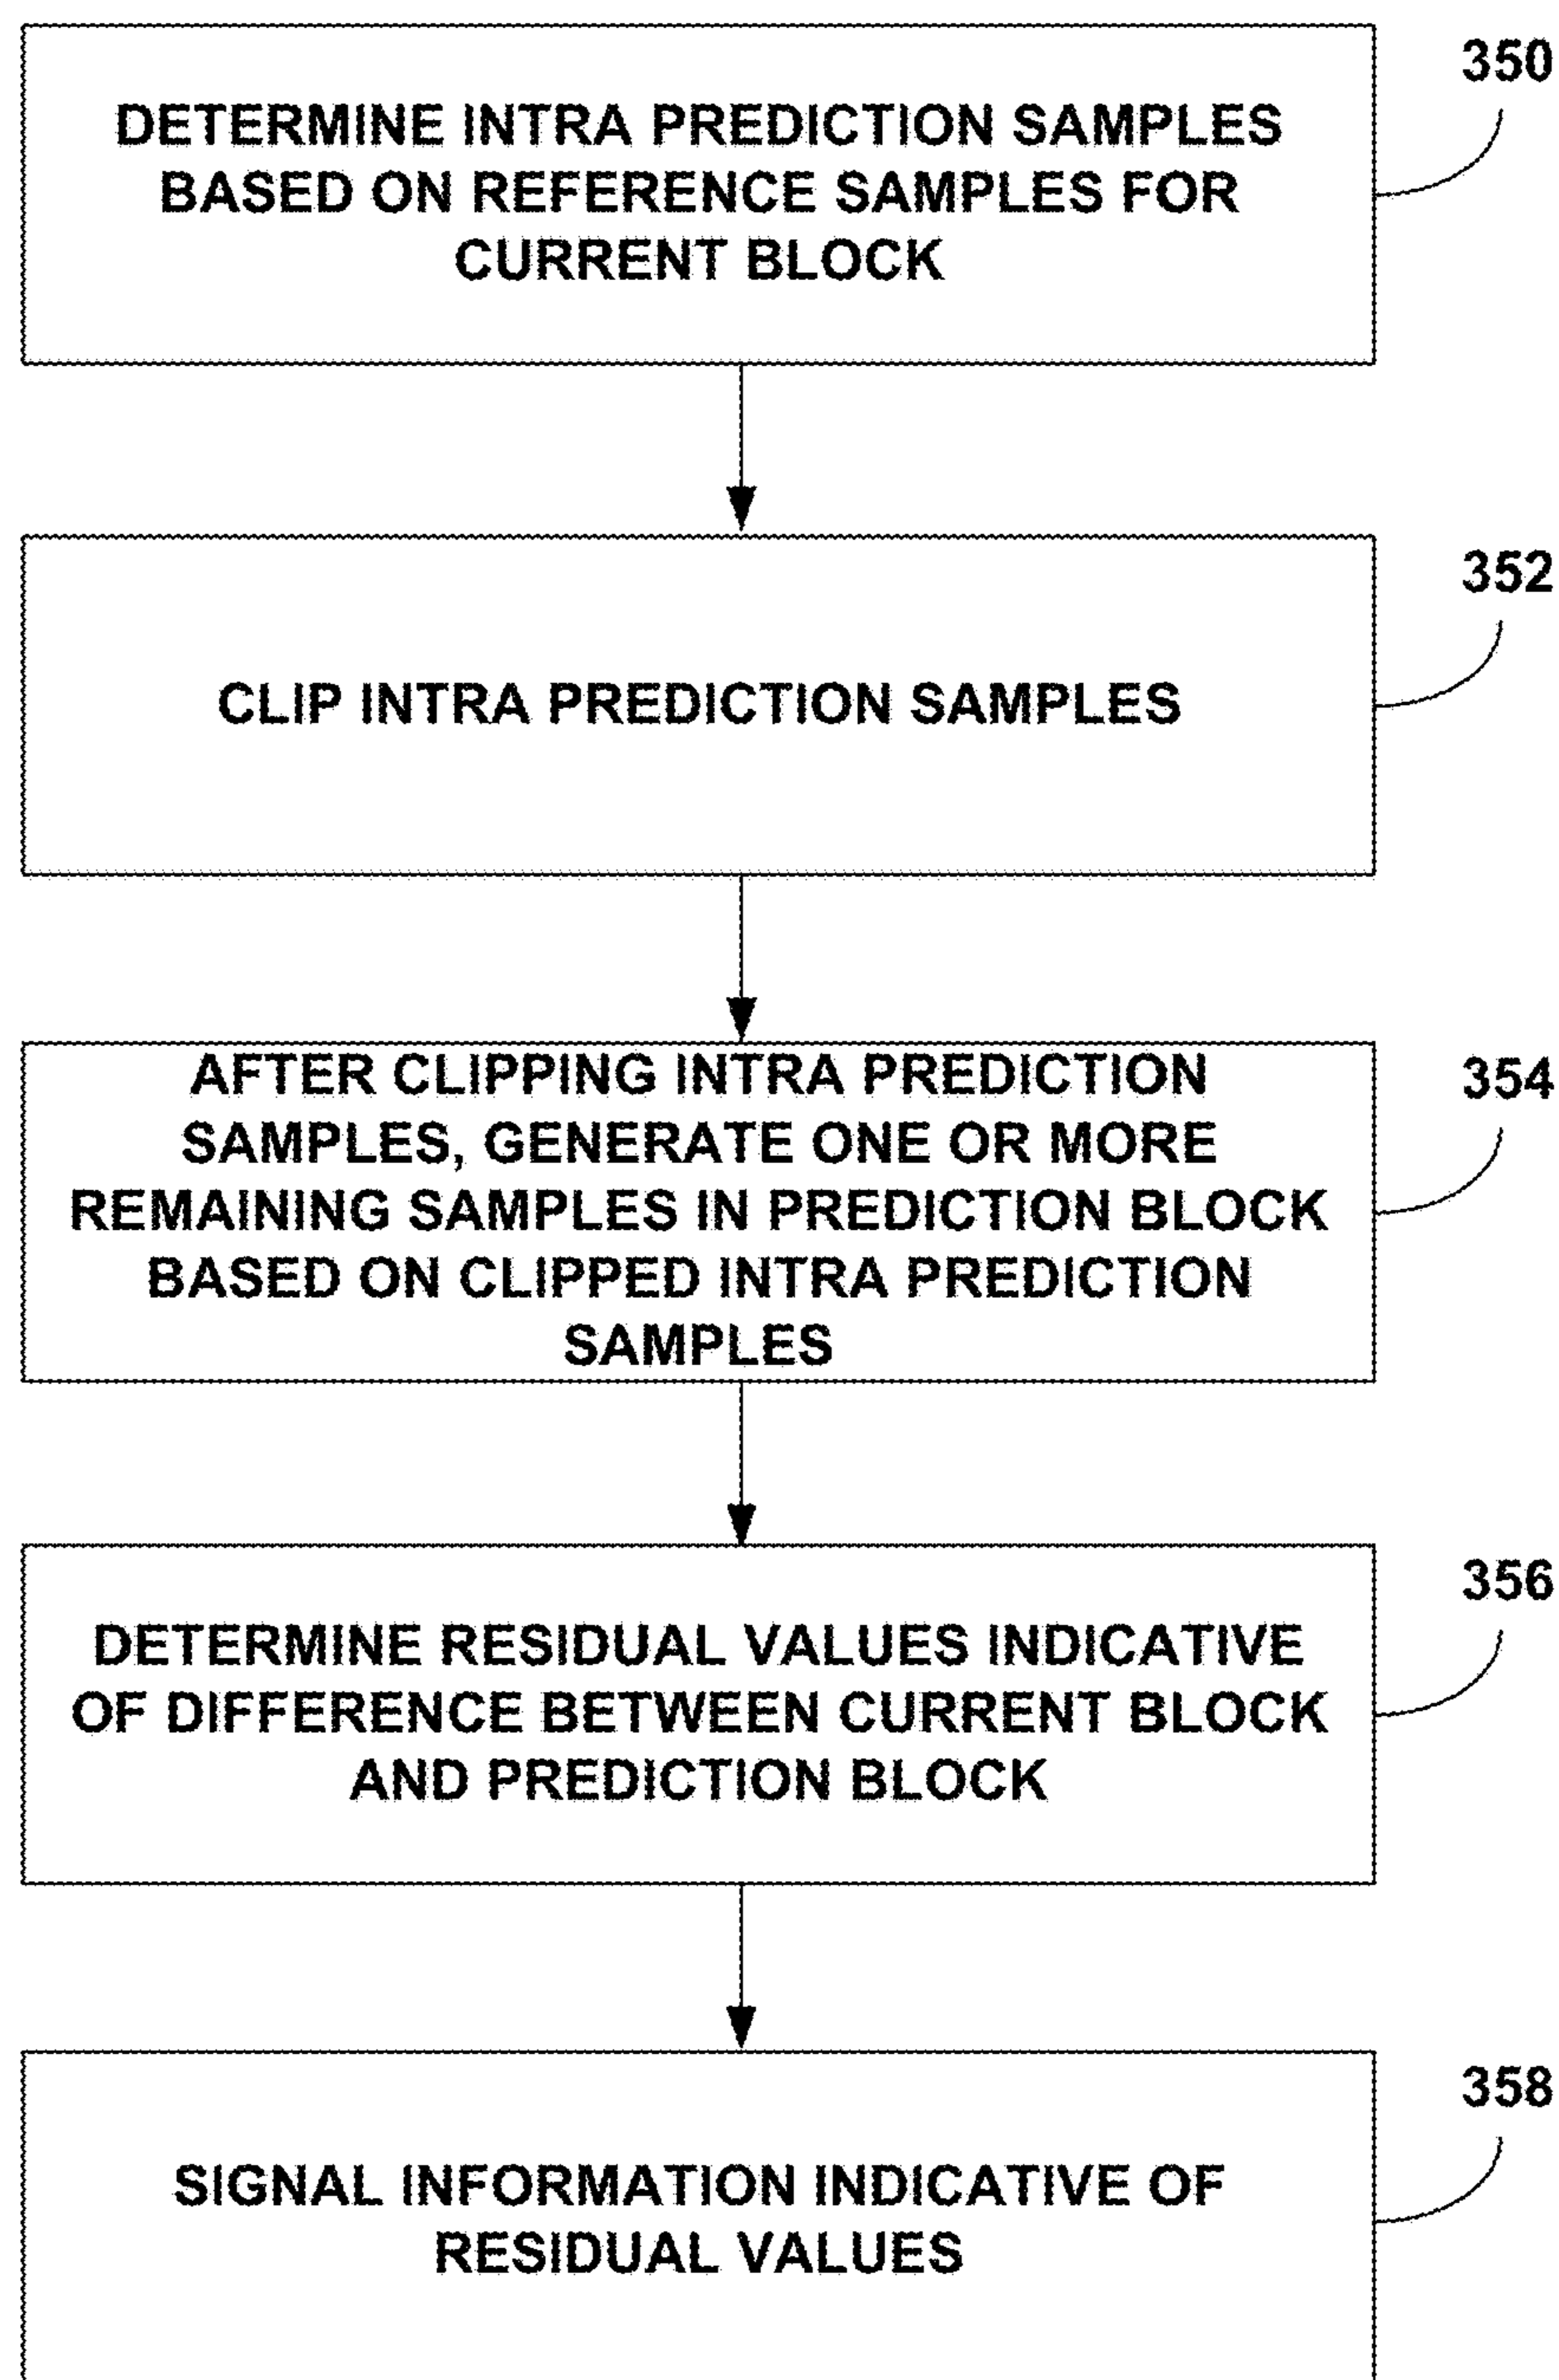 350
DETERMINE INTRA PREDICTION SAMPLES
BASED ON REFERENCE SAMPLES FOR
CURRENT BLOCK
352
CLIP INTRA PREDICTION SAMPLES
354
AFTER CLIPPING INTRA PREDICTION
SAMPLES, GENERATE ONE OR MORE
REMAINING SAMPLES IN PREDICTION BLOCK
BASED ON CLIPPED INTRA PREDICTION
SAMPLES
356
DETERMINE RESIDUAL VALUES INDICATIVE
OF DIFFERENCE BETWEEN CURRENT BLOCK
AND PREDICTION BLOCK
358
SIGNAL INFORMATION INDICATIVE OF
RESIDUAL VALUES